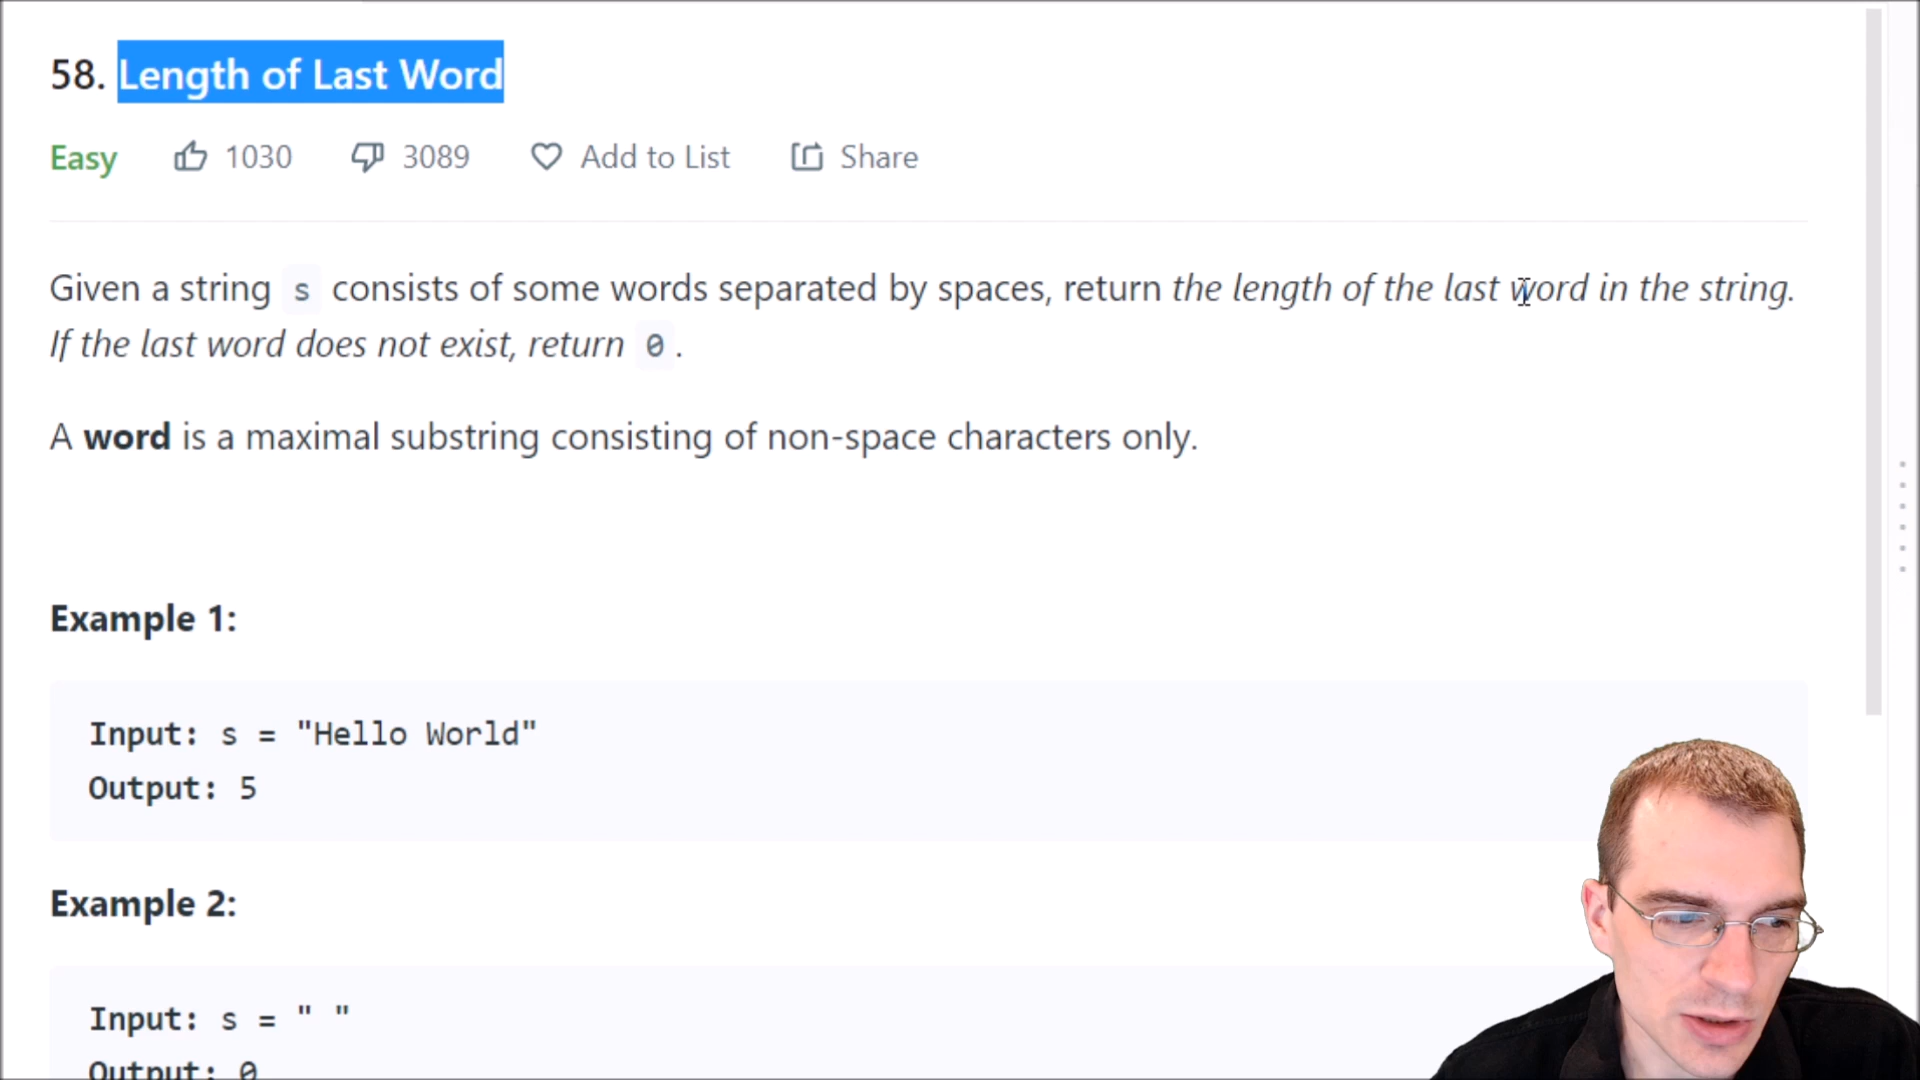 58. Length of Last Word
Easy 1030 3089 Add to List Share
Given a string s consists of some words separated by spaces, return the length of the last word in the string.
If the last word does not exist, return 0.
A word is a maximal substring consisting of non-space characters only.
Example 1:
Input: s = "Hello World"
Output: 5
Example 2:
Input: s = " "
Output: 0